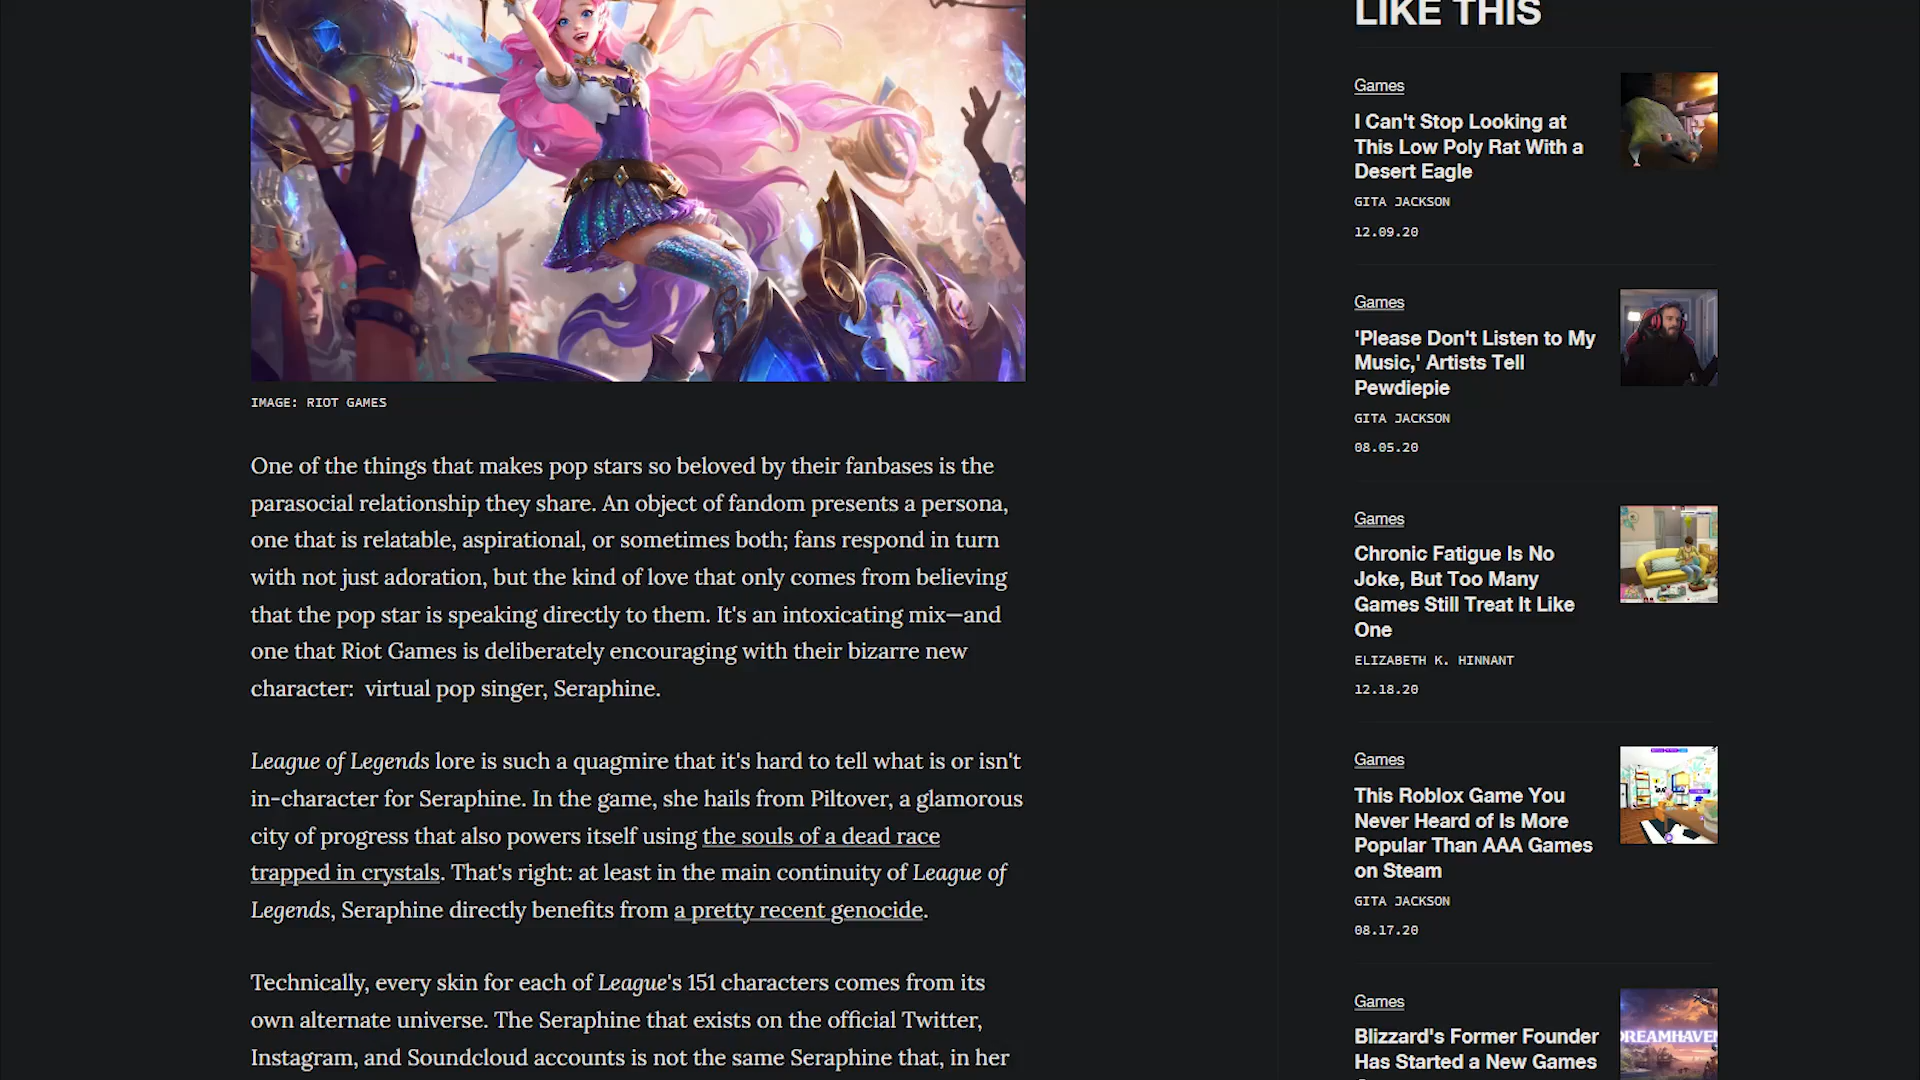 LIKE THIS
IMAGE: RIOT GAMES
One of the things that makes pop stars so beloved by their fanbases is the
parasocial relationship they share. An object of fandom presents a persona,
one that is relatable, aspirational, or sometimes both; fans respond in turn
with not just adoration, but the kind of love that only comes from believing
that the pop star is speaking directly to them. It's an intoxicating mix—and
one that Riot Games is deliberately encouraging with their bizarre new
character:  virtual pop singer, Seraphine.
League of Legends lore is such a quagmire that it's hard to tell what is or isn't
in-character for Seraphine. In the game, she hails from Piltover, a glamorous
city of progress that also powers itself using the souls of a dead race
trapped in crystals. That's right: at least in the main continuity of League of
Legends, Seraphine directly benefits from a pretty recent genocide.
Technically, every skin for each of League's 151 characters comes from its
own alternate universe. The Seraphine that exists on the official Twitter,
Instagram, and Soundcloud accounts is not the same Seraphine that, in her
Games
I Can't Stop Looking at
This Low Poly Rat With a
Desert Eagle
GITA JACKSON
12.09.20
Games
'Please Don't Listen to My
Music,' Artists Tell
Pewdiepie
GITA JACKSON
08.05.20
Games
Chronic Fatigue Is No
Joke, But Too Many
Games Still Treat It Like
One
ELIZABETH K. HINNANT
12.18.20
Games
This Roblox Game You
Never Heard of Is More
Popular Than AAA Games
on Steam
GITA JACKSON
08.17.20
Games
Blizzard's Former Founder
Has Started a New Games
DREAMHAVEN